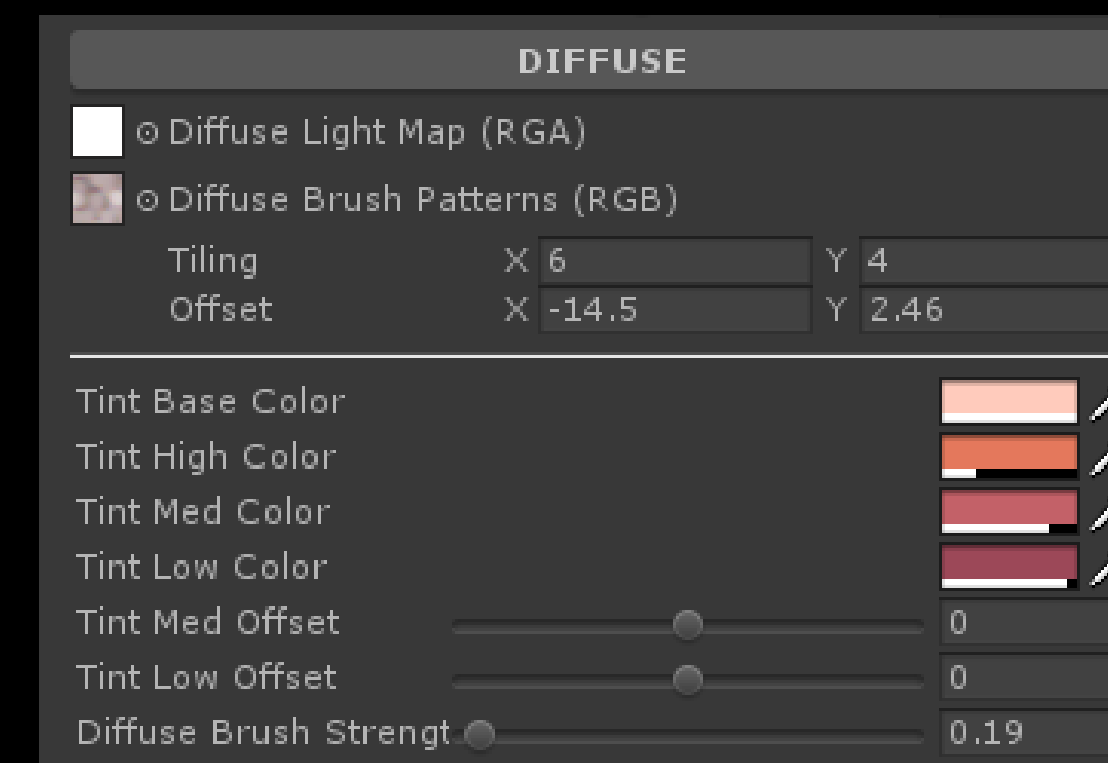 DIFFUSE
Diffuse Light Map (RGA)
Diffuse Brush Patterns (RGB)
Tiling X 6 Y 4
Offset X -14.5 Y 2.46
Tint Base Color
Tint High Color
Tint Med Color
Tint Low Color
Tint Med Offset 0
Tint Low Offset 0
Diffuse Brush Strengt 0.19